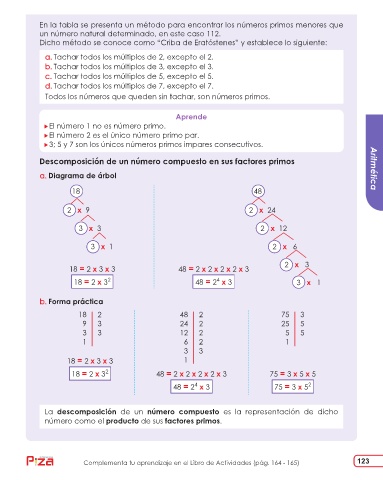 En la tabla se presenta un método para encontrar los números primos menores que
un número natural determinado, en este caso 112.
Dicho método se conoce como “Criba de Eratóstenes” y establece lo siguiente:
a. Tachar todos los múltiplos de 2, excepto el 2.
b. Tachar todos los múltiplos de 3, excepto el 3.
c. Tachar todos los múltiplos de 5, excepto el 5.
d. Tachar todos los múltiplos de 7, excepto el 7.
Todos los números que queden sin tachar, son números primos.
Aprende
El número 1 no es número primo.
El número 2 es el único número primo par.
3; 5 y 7 son los únicos números primos impares consecutivos.
Aritmética
Descomposición de un número compuesto en sus factores primos
a. Diagrama de árbol
18
2 x 9
3 x 3
3 x 1
18 = 2 x 3 x 3
18 = 2 x 3²
48
2 x 24
2 x 12
2 x 6
2 x 3
3 x 1
48 = 2 x 2 x 2 x 2 x 3
48 = 2⁴ x 3
b. Forma práctica
18 2
9 3
3 3
1
18 = 2 x 3 x 3
18 = 2 x 3²
48 2
24 2
12 2
6 2
3 3
1
48 = 2 x 2 x 2 x 2 x 3
48 = 2⁴ x 3
75 3
25 5
5 5
1
75 = 3 x 5 x 5
75 = 3 x 5²
La descomposición de un número compuesto es la representación de dicho
número como el producto de sus factores primos.
Piza
Complementa tu aprendizaje en el Libro de Actividades (pág. 164 - 165)
123